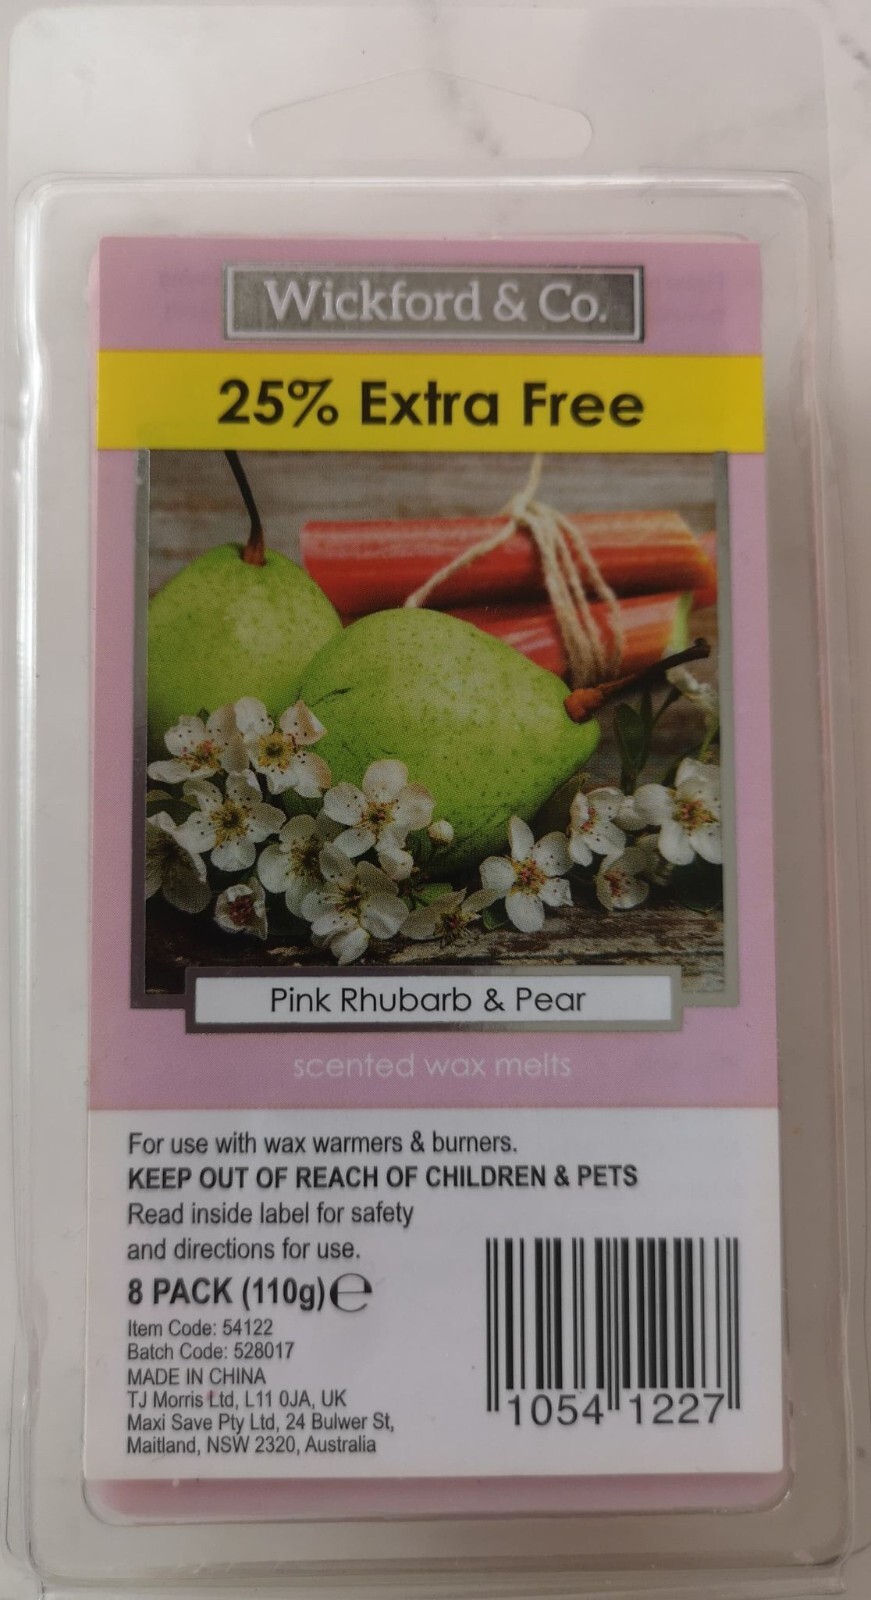 Wickford & Co.
25% Extra Free
Pink Rhubarb & Pear
scented wax melts
For use with wax warmers & burners.
KEEP OUT OF REACH OF CHILDREN & PETS
Read inside label for safety
and directions for use.
8 PACK (110g)℮
Item Code: 54122
Batch Code: 528017
MADE IN CHINA
TJ Morris Ltd, L11 0JA, UK
Maxi Save Pty Ltd, 24 Bulwer St,
Maitland, NSW 2320, Australia
1054 1227